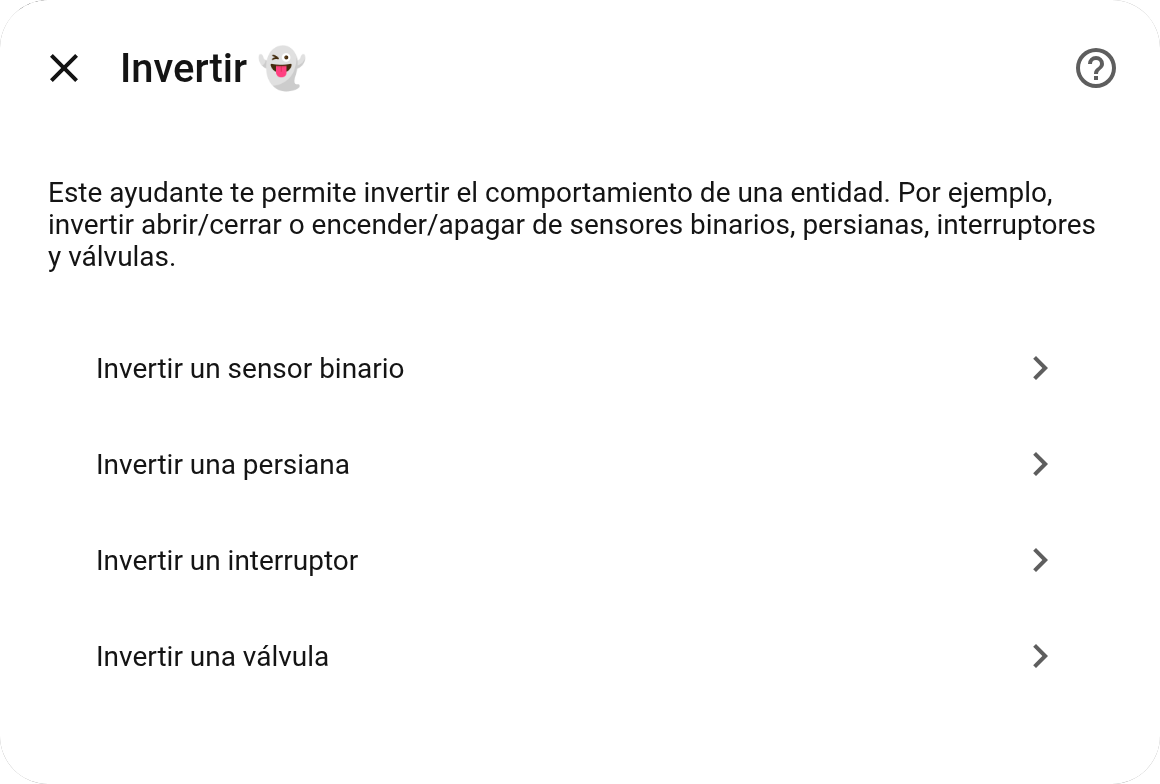 Invertir 👻
Este ayudante te permite invertir el comportamiento de una entidad. Por ejemplo,
invertir abrir/cerrar o encender/apagar de sensores binarios, persianas, interruptores
y válvulas.
Invertir un sensor binario
Invertir una persiana
Invertir un interruptor
Invertir una válvula